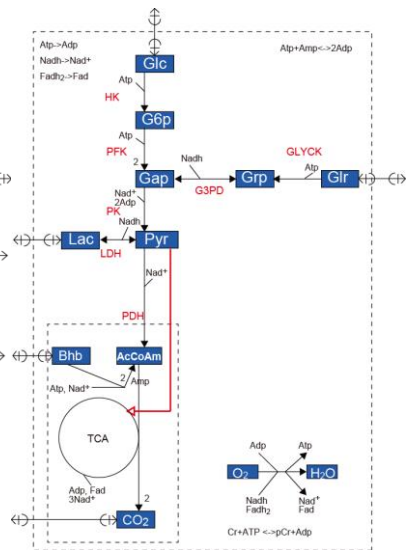 Atp->Adp
Nadh->Nad⁺
Fadh₂->Fad
Atp+Amp<->2Adp
Glc
Atp
HK
G6p
Atp
PFK
2
Gap
Nadh
G3PD
Grp
GLYCK
Atp
Glr
Nad⁺
2Adp
PK
Lac
Nadh
LDH
Pyr
Nad⁺
PDH
Bhb
AcCoAm
2
Amp
Atp, Nad⁺
TCA
Adp, Fad
3Nad⁺
2
CO₂
Adp
Atp
O₂
H₂O
Nadh
Fadh₂
Nad⁺
Fad
Cr+ATP <->pCr+Adp